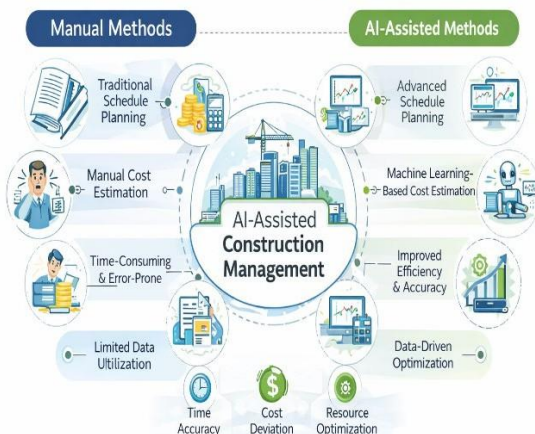 Manual Methods
AI-Assisted Methods
Traditional
Schedule
Planning
Advanced
Schedule
Planning
Manual Cost
Estimation
Machine Learning-
Based Cost Estimation
AI-Assisted
Construction
Management
Time-Consuming
& Error-Prone
Improved
Efficiency
& Accuracy
Limited Data
Ultilization
Data-Driven
Optimization
Time
Accuracy
Cost
Deviation
Resource
Optimization